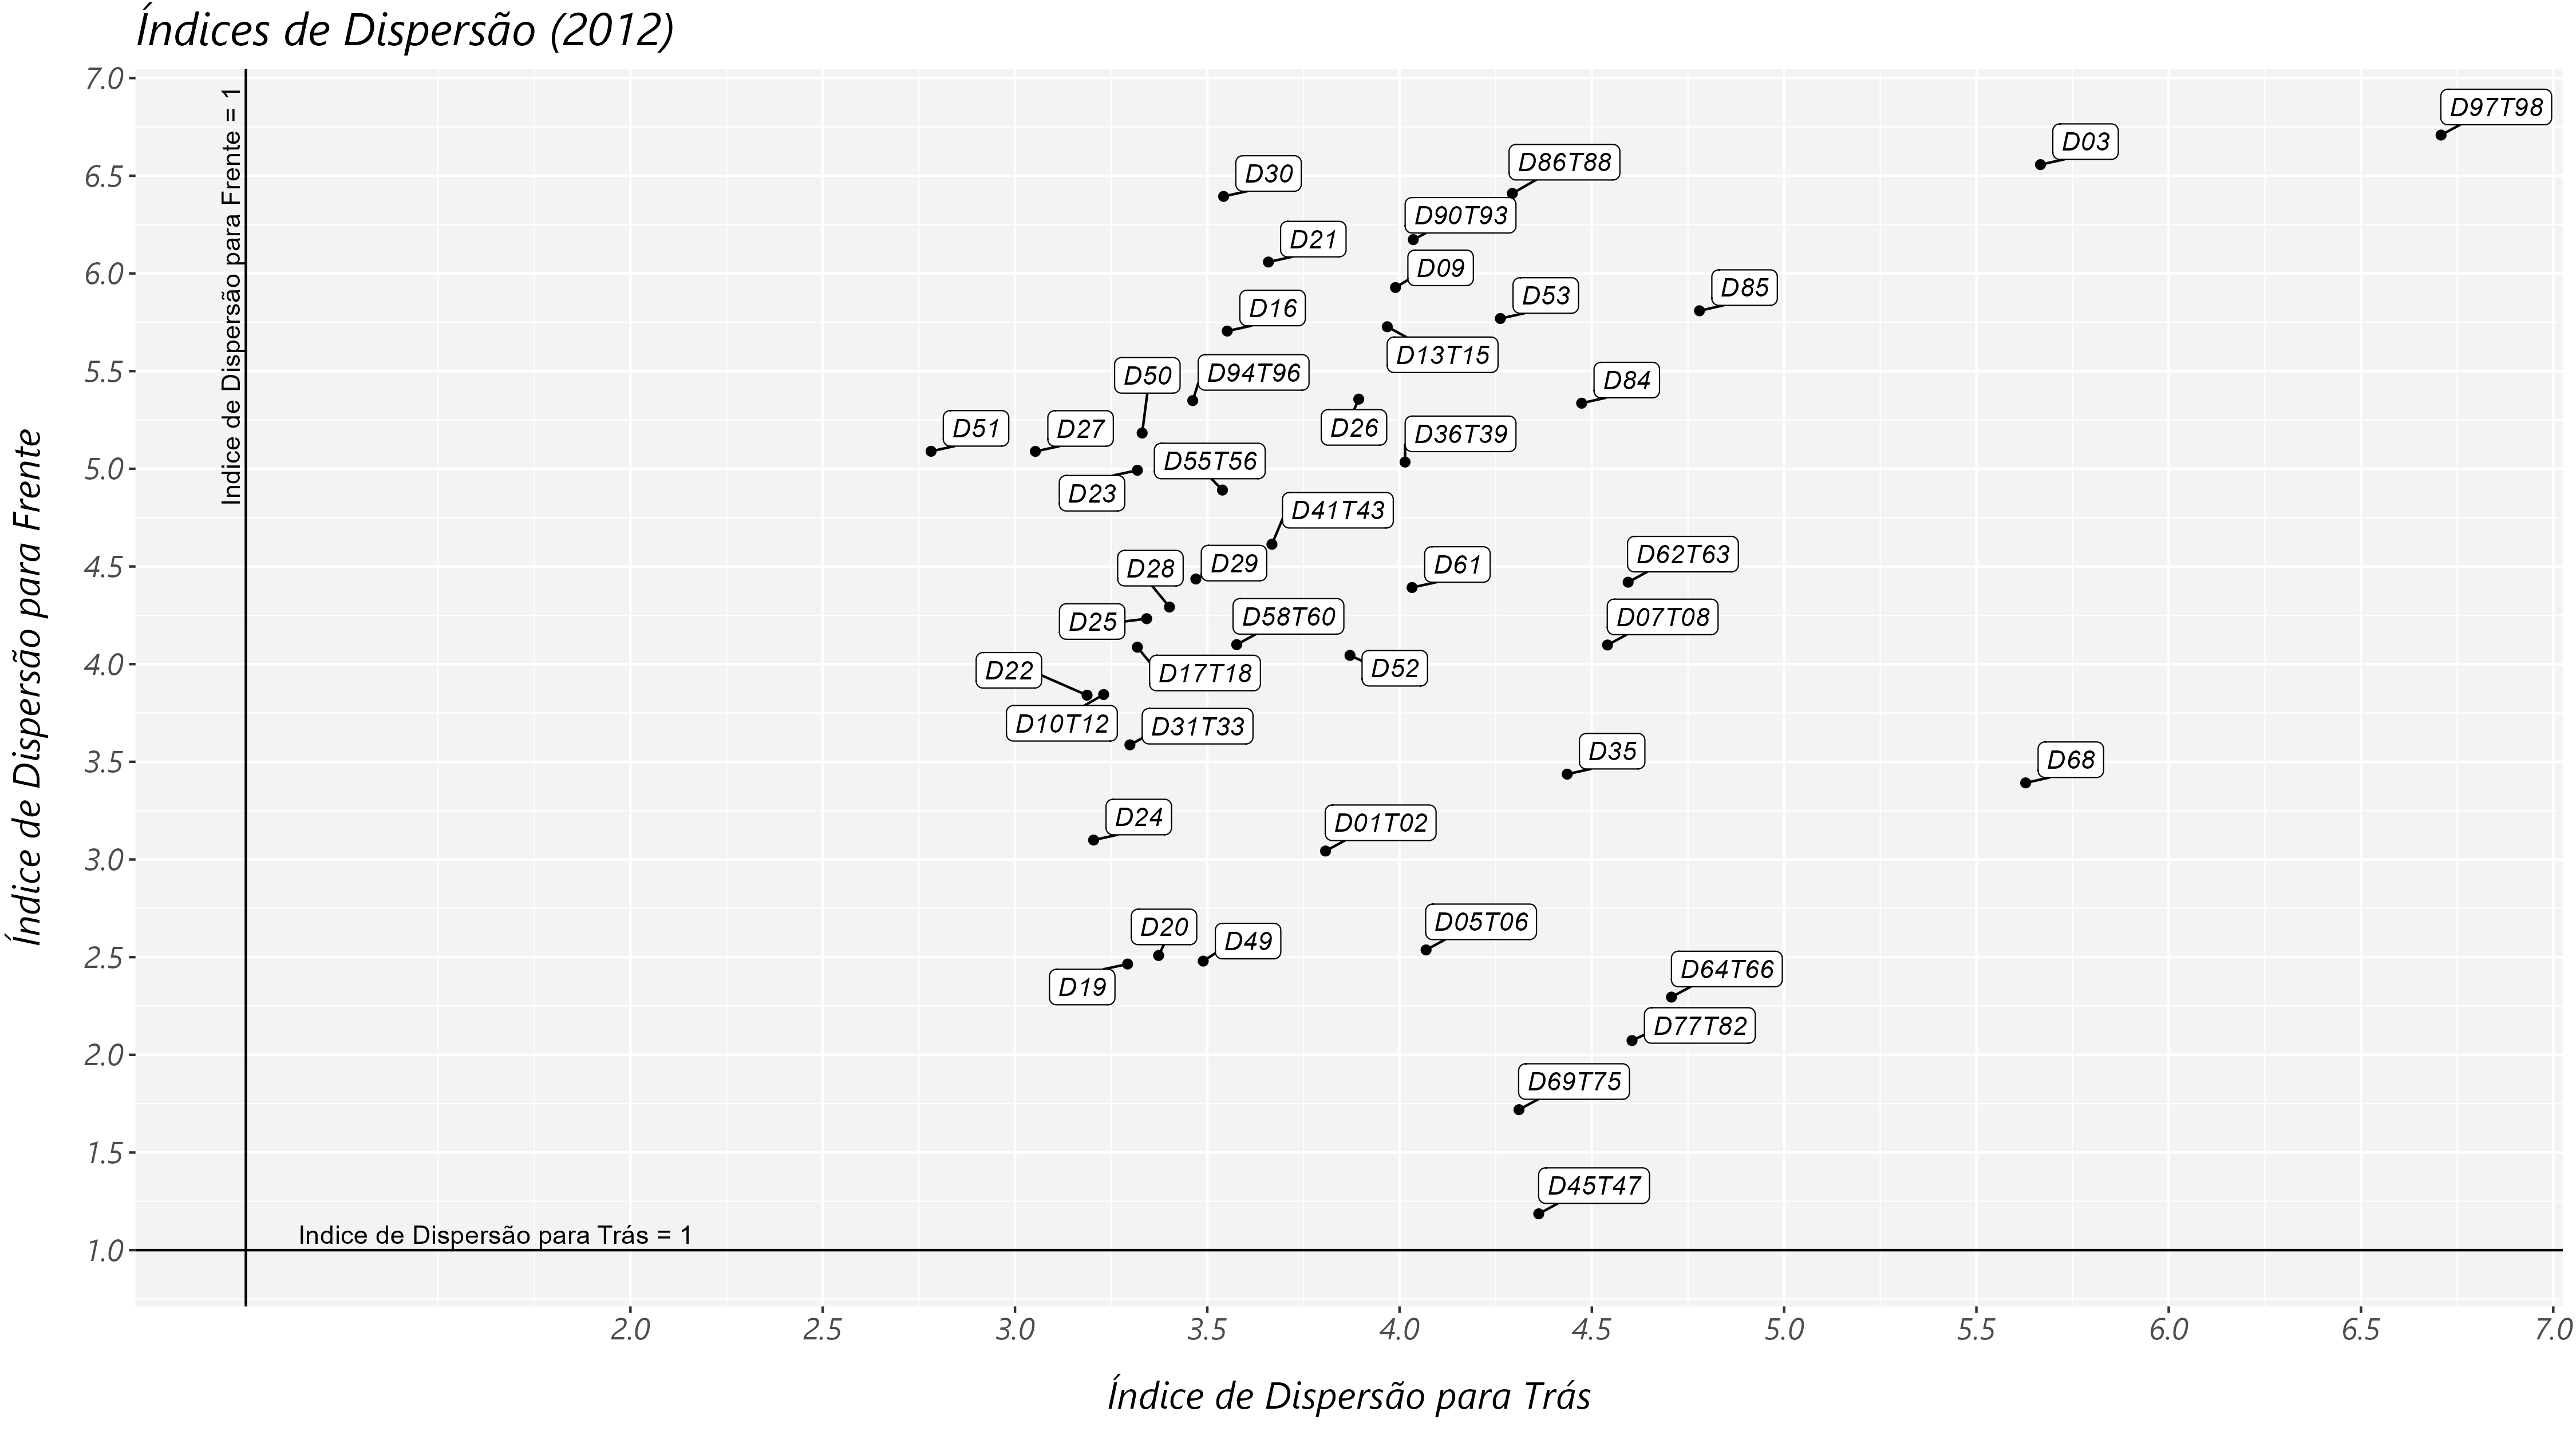 Índices de Dispersão (2012)
Índice de Dispersão para Frente
7.0
6.5
6.0
5.5
5.0
4.5
4.0
3.5
3.0
2.5
2.0
1.5
1.0
Indice de Dispersão para Frente = 1
D97T98
D03
D86T88
D30
D90T93
D21
D09
D85
D53
D16
D13T15
D94T96
D50
D84
D51
D27
D26
D36T39
D55T56
D23
D41T43
D62T63
D29
D61
D28
D58T60
D07T08
D25
D52
D22
D17T18
D10T12
D31T33
D35
D68
D24
D01T02
D05T06
D20
D49
D64T66
D19
D77T82
D69T75
D45T47
Indice de Dispersão para Trás = 1
2.0 2.5 3.0 3.5 4.0 4.5 5.0 5.5 6.0 6.5 7.0
Índice de Dispersão para Trás